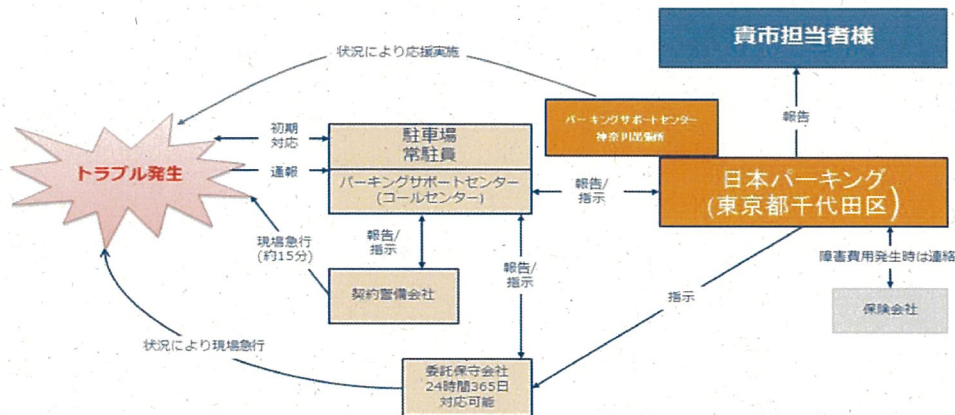 貴市担当者様
状況により応援実施
報告
パーキングサポートセンター
神奈川出張所
初期
対応
駐車場
常駐員
トラブル発生
通報
パーキングサポートセンター
(コールセンター)
報告/
指示
日本パーキング
(東京都千代田区)
現場急行
(約15分)
報告/
指示
報告/
指示
障害費用発生時は連絡
契約警備会社
指示
保険会社
状況により現場急行
委託保守会社
24時間365日
対応可能